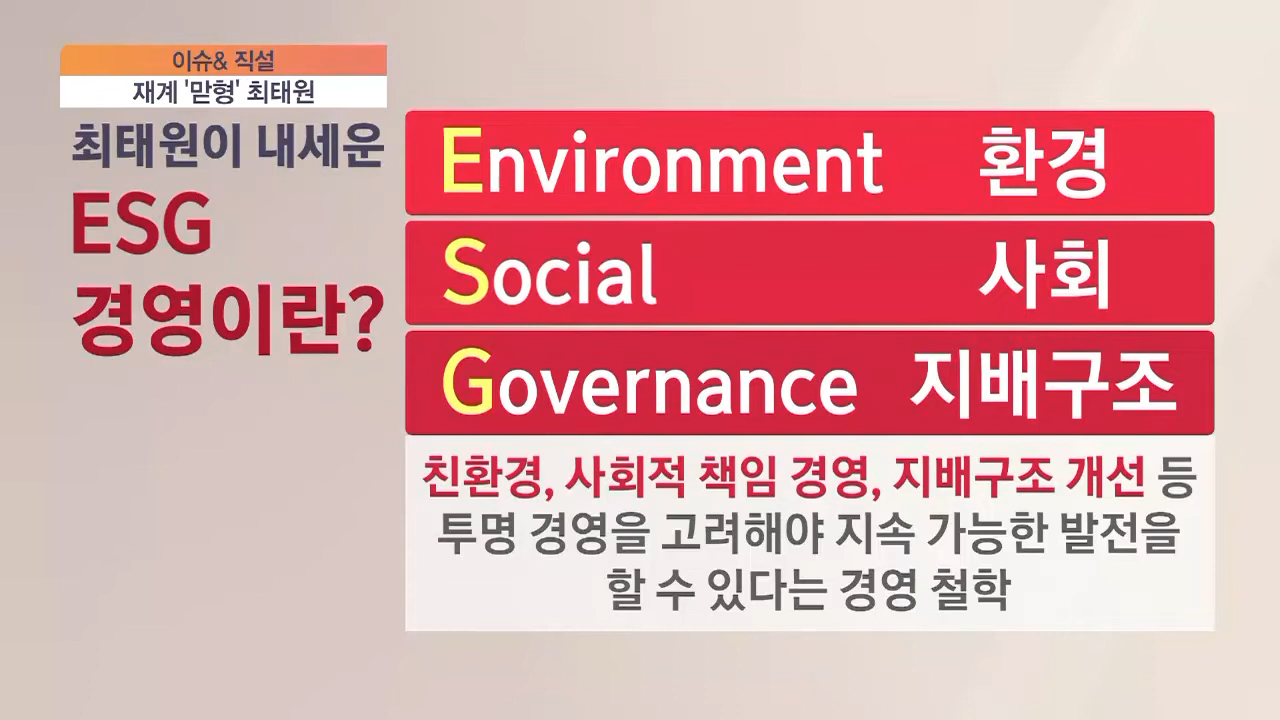 이슈& 직설
재계 '맏형' 최태원
최태원이 내세운
ESG
경영이란?
Environment 환경
Social 사회
Governance 지배구조
친환경, 사회적 책임 경영, 지배구조 개선 등
투명 경영을 고려해야 지속 가능한 발전을
할 수 있다는 경영 철학